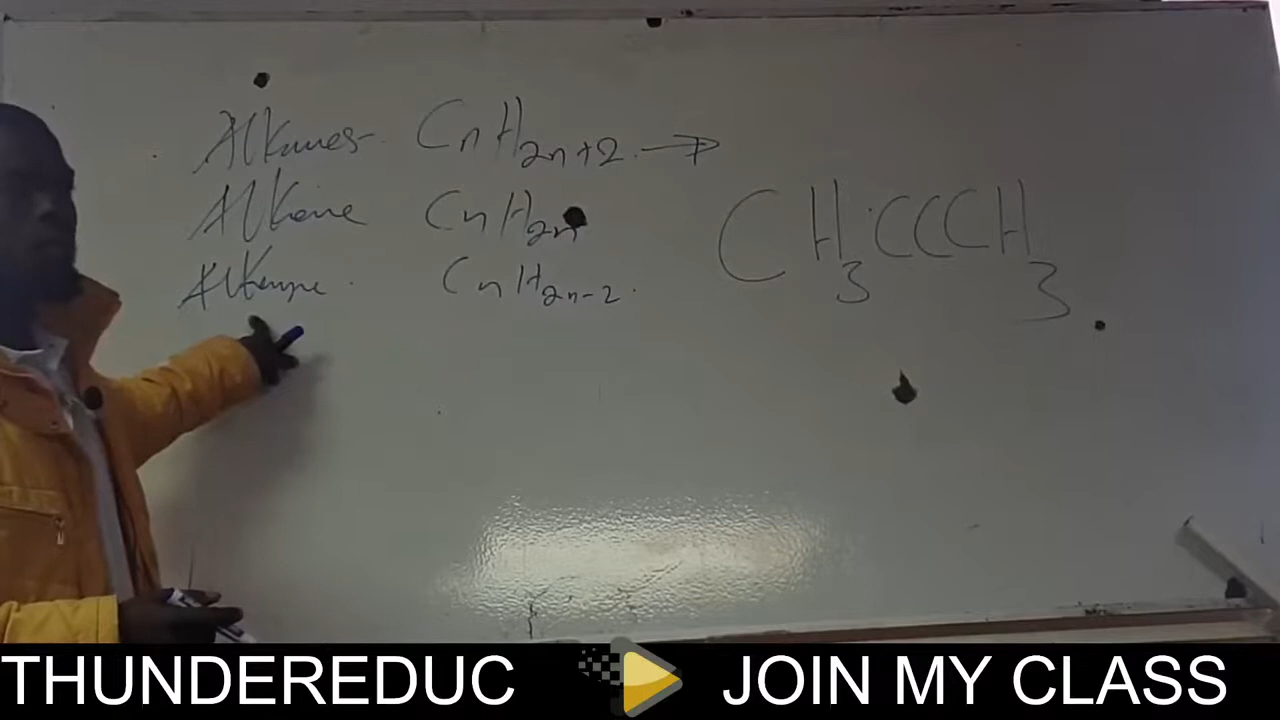 Alkanes- CnH2n+2. →
Alkene CnH2n
Alkyne. CnH2n-2.
CH3CCCH3
THUNDEREDUC JOIN MY CLASS